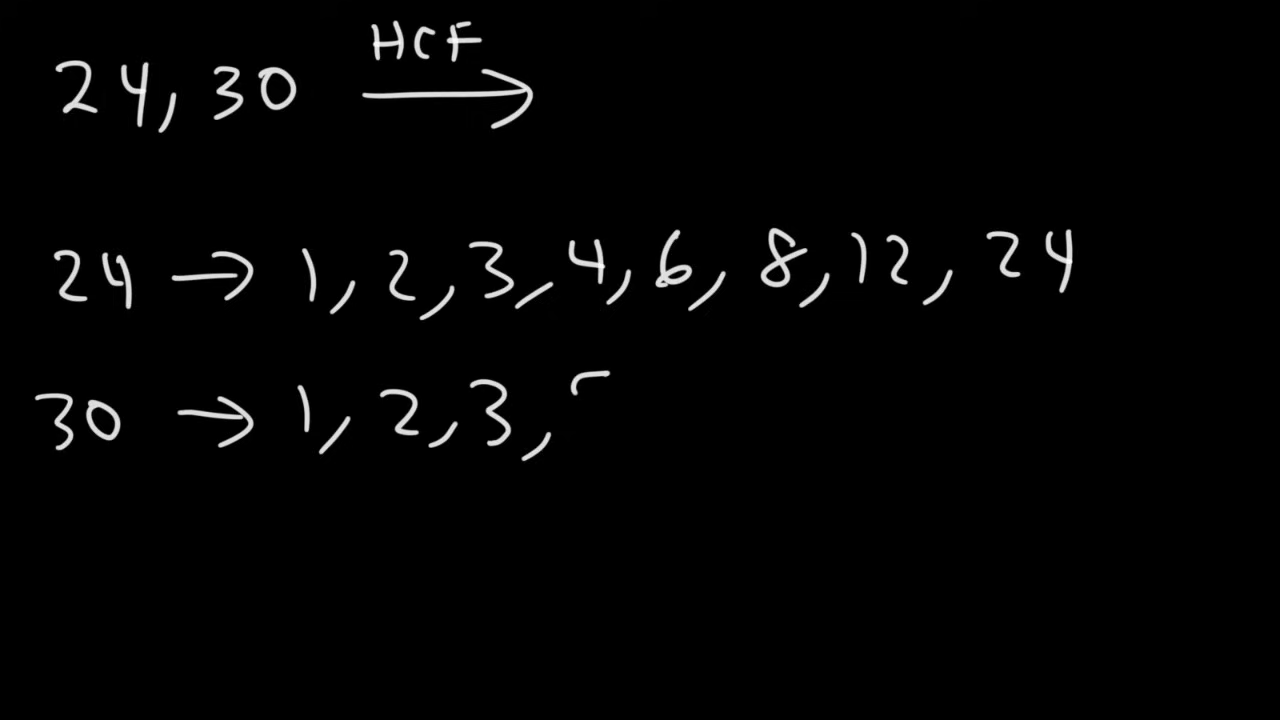 24, 30 HCF →
24 → 1, 2, 3, 4, 6, 8, 12, 24
30 → 1, 2, 3,